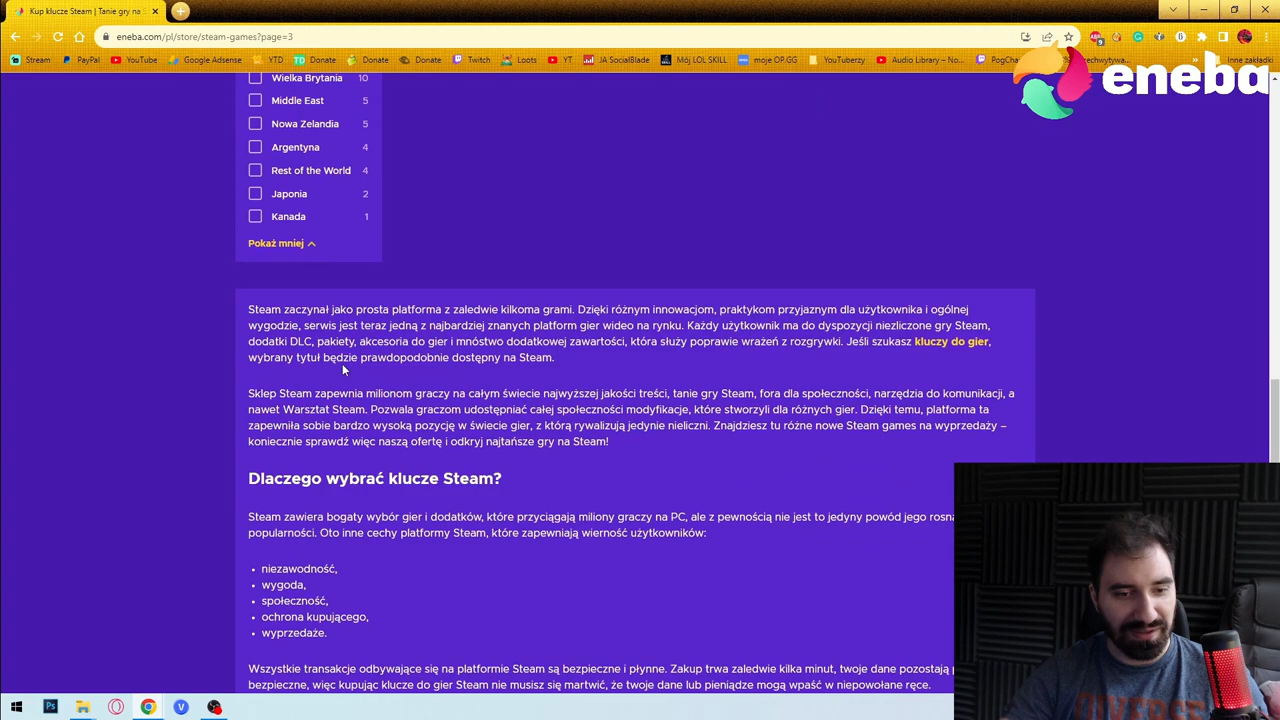 Kup klucze Steam | Tanie gry na S
eneba.com/pl/store/steam-games?page=3
9
Stream PayPal YouTube Google Adsense YTD TD Donate Donate Donate Twitch Loots YT JA SocialBlade Mój LOL SKILL moje OP.GG YouTuberzy Audio Library – No... Inne zakładki
eneba
Wielka Brytania 10
Middle East 5
Nowa Zelandia 5
Argentyna 4
Rest of the World 4
Japonia 2
Kanada 1
Pokaż mniej
Steam zaczynał jako prosta platforma z zaledwie kilkoma grami. Dzięki różnym innowacjom, praktykom przyjaznym dla użytkownika i ogólnej
wygodzie, serwis jest teraz jedną z najbardziej znanych platform gier wideo na rynku. Każdy użytkownik ma do dyspozycji niezliczone gry Steam,
dodatki DLC, pakiety, akcesoria do gier i mnóstwo dodatkowej zawartości, która służy poprawie wrażeń z rozgrywki. Jeśli szukasz kluczy do gier,
wybrany tytuł będzie prawdopodobnie dostępny na Steam.
Sklep Steam zapewnia milionom graczy na całym świecie najwyższej jakości treści, tanie gry Steam, fora dla społeczności, narzędzia do komunikacji, a
nawet Warsztat Steam. Pozwala graczom udostępniać całej społeczności modyfikacje, które stworzyli dla różnych gier. Dzięki temu, platforma ta
zapewniła sobie bardzo wysoką pozycję w świecie gier, z którą rywalizują jedynie nieliczni. Znajdziesz tu różne nowe Steam games na wyprzedaży –
koniecznie sprawdź więc naszą ofertę i odkryj najtańsze gry na Steam!
Dlaczego wybrać klucze Steam?
Steam zawiera bogaty wybór gier i dodatków, które przyciągają miliony graczy na PC, ale z pewnością nie jest to jedyny powód jego rosną
popularności. Oto inne cechy platformy Steam, które zapewniają wierność użytkowników:
• niezawodność,
• wygoda,
• społeczność,
• ochrona kupującego,
• wyprzedaże.
Wszystkie transakcje odbywające się na platformie Steam są bezpieczne i płynne. Zakup trwa zaledwie kilka minut, twoje dane pozostają
bezpieczne, więc kupując klucze do gier Steam nie musisz się martwić, że twoje dane lub pieniądze mogą wpaść w niepowołane ręce.